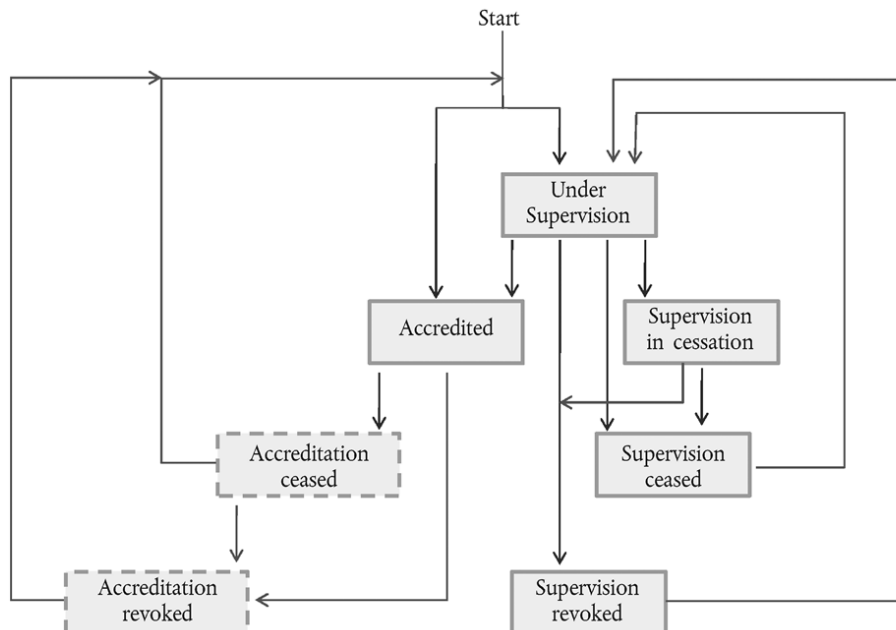 Start
Under
Supervision
Accredited
Supervision
in cessation
Accreditation
ceased
Supervision
ceased
Accreditation
revoked
Supervision
revoked